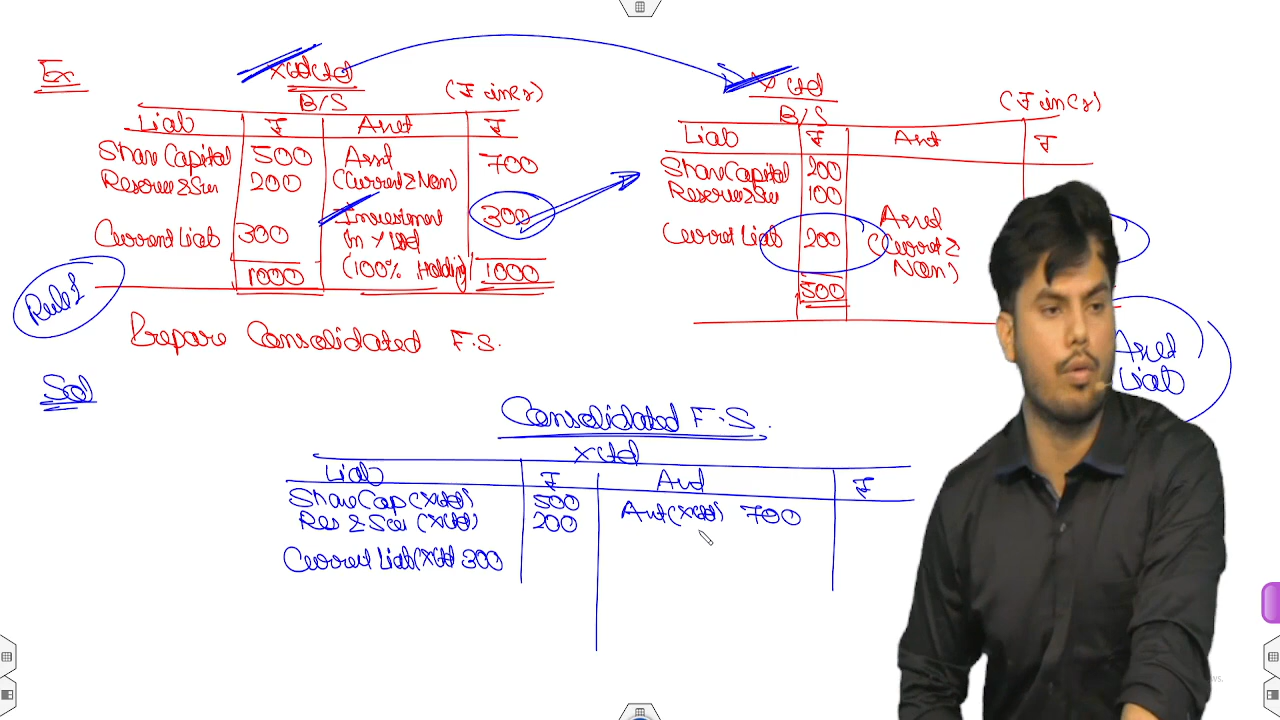 Ex
X Ltd
B/S
(₹ in Cr)
Liab ₹ Asset ₹
Share Capital 500 Asset 700
Reserve & Sur 200 (Current & Non)
Investment 300
Current Liab 300 in Y Ltd
1000 (100% Holding) 1000
Y Ltd
B/S
(₹ in Cr)
Liab ₹ Asset ₹
Share Capital 200
Reserve & Sur 100
Current Liab 200 Asset
(Current &
Non)
500
Rule 1
Prepare Consolidated F.S.
Asset
Liab
Sol
Consolidated F.S.
X Ltd
Liab ₹ Asset ₹
Share Cap (X Ltd) 500 Asset (X Ltd) 700
Res & Sur (X Ltd) 200
Current Liab (X Ltd 300